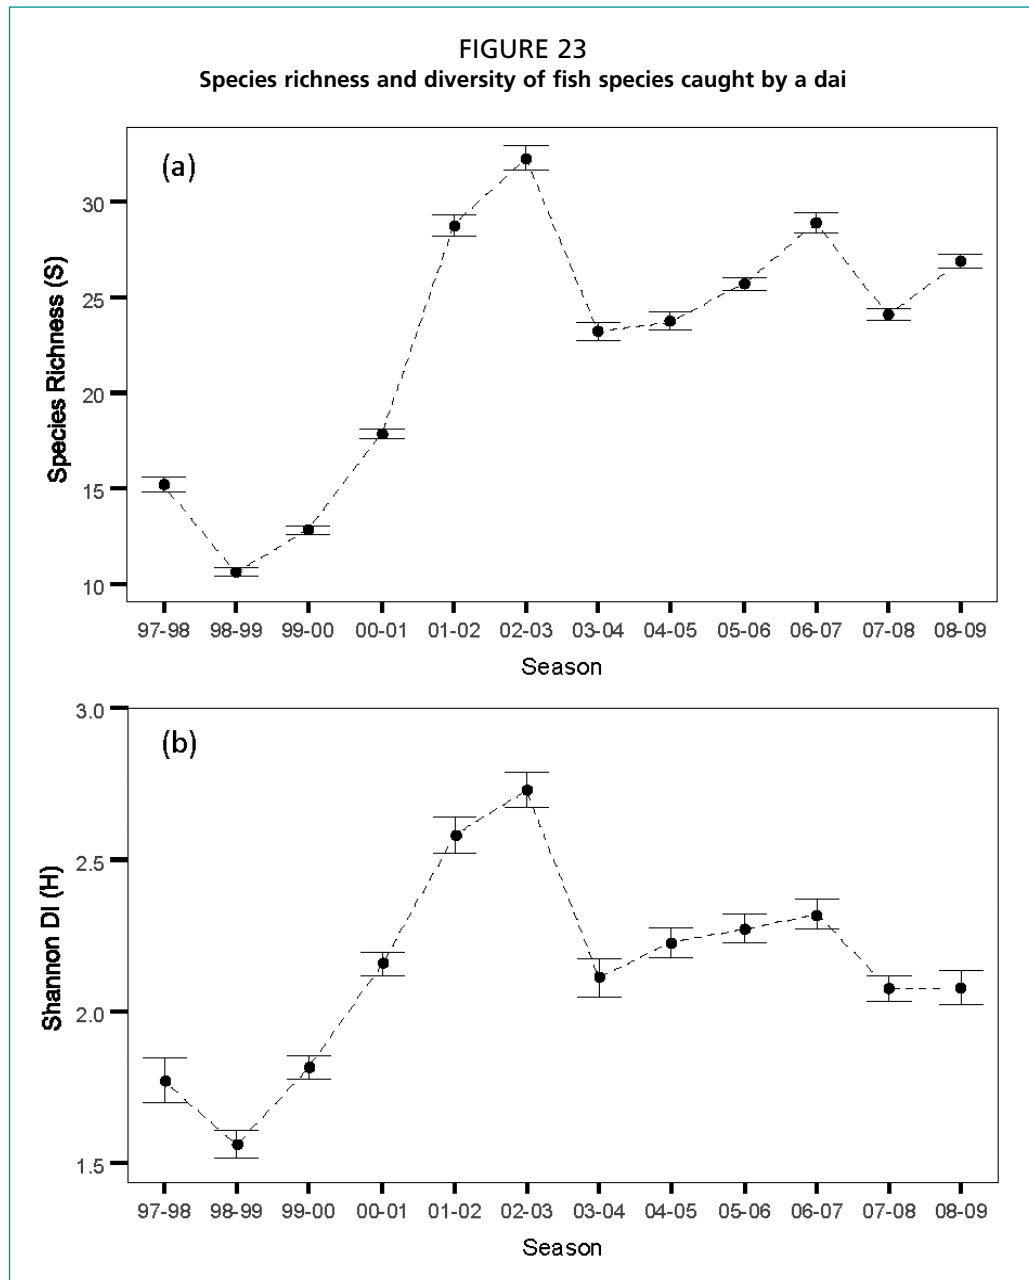 FIGURE 23
Species richness and diversity of fish species caught by a dai
(a)
Species Richness (S)
30
25
20
15
10
97-98 98-99 99-00 00-01 01-02 02-03 03-04 04-05 05-06 06-07 07-08 08-09
Season
(b)
Shannon DI (H)
3.0
2.5
2.0
1.5
97-98 98-99 99-00 00-01 01-02 02-03 03-04 04-05 05-06 06-07 07-08 08-09
Season